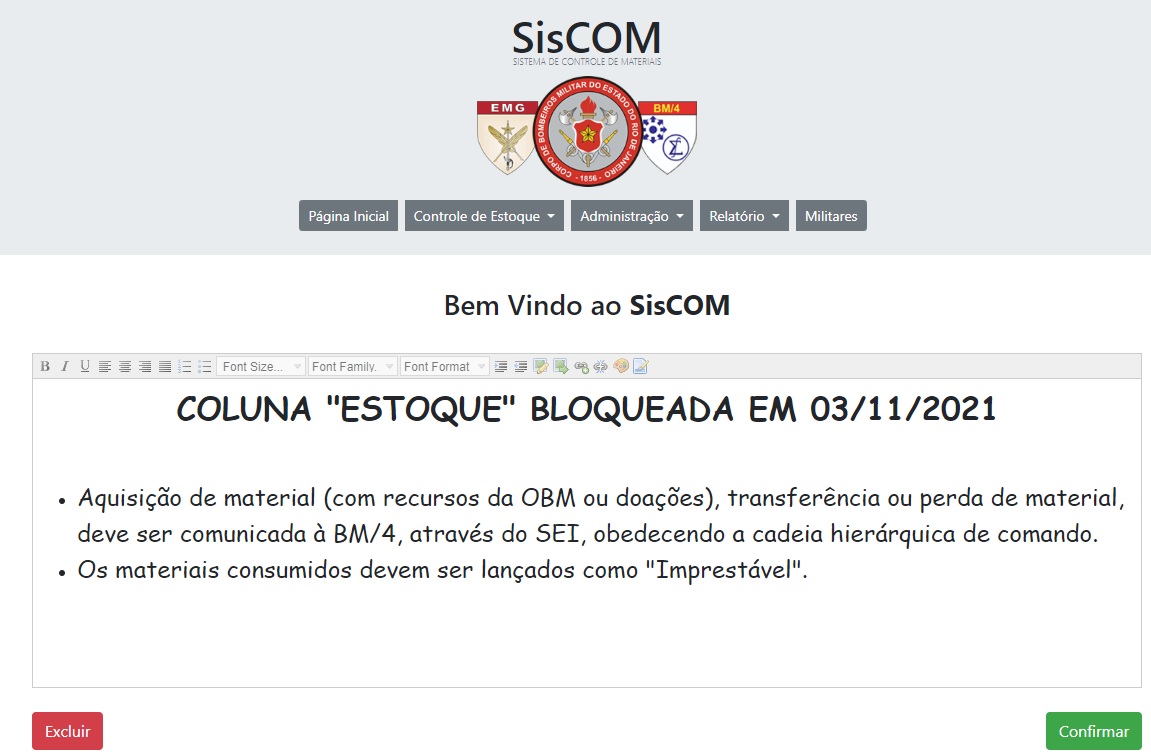 SisCOM
SISTEMA DE CONTROLE DE MATERIAIS
EMG
CORPO DE BOMBEIROS MILITAR DO ESTADO DO RIO DE JANEIRO
- 1856 -
BM/4
Página Inicial
Controle de Estoque
Administração
Relatório
Militares
Bem Vindo ao SisCOM
B I U
Font Size...
Font Family.
Font Format
COLUNA "ESTOQUE" BLOQUEADA EM 03/11/2021
• Aquisição de material (com recursos da OBM ou doações), transferência ou perda de material,
deve ser comunicada à BM/4, através do SEI, obedecendo a cadeia hierárquica de comando.
• Os materiais consumidos devem ser lançados como "Imprestável".
Excluir
Confirmar